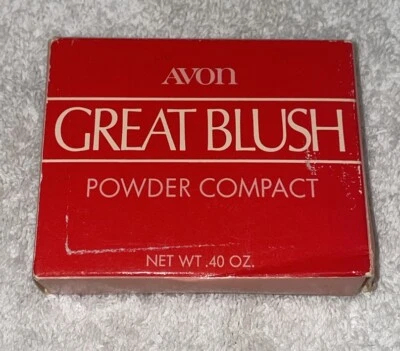 AVON
GREAT BLUSH
POWDER COMPACT
NET WT .40 OZ.